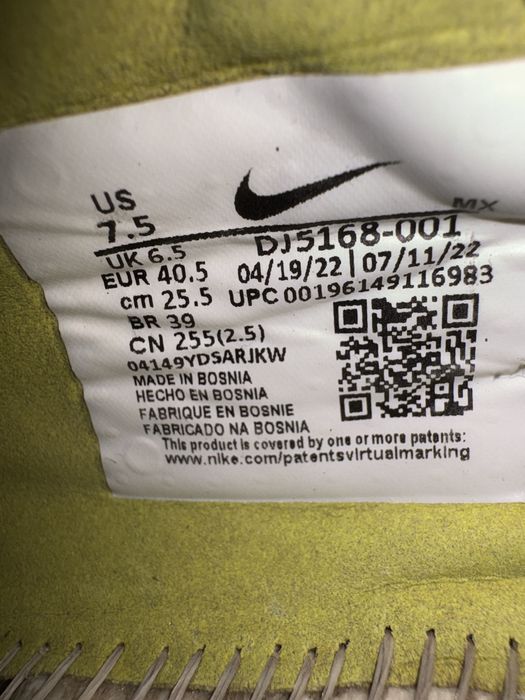 US
7.5
MX
UK 6.5
DJ5168-001
EUR 40.5
04/19/22 | 07/11/22
cm 25.5
UPC 00196149116983
BR 39
CN 255(2.5)
04149YDSARJKW
MADE IN BOSNIA
HECHO EN BOSNIA
FABRIQUE EN BOSNIE
FABRICADO NA BOSNIA
This product is covered by one or more patents:
www.nike.com/patentsvirtualmarking